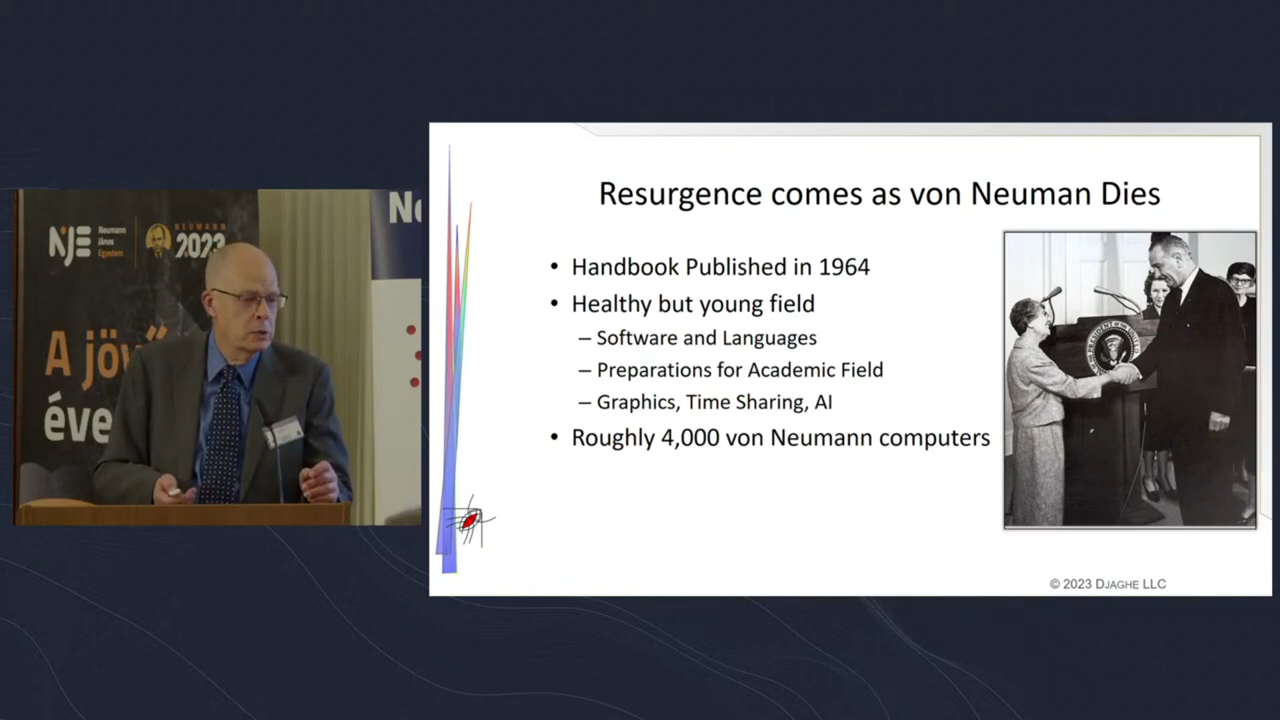 NJE
Neumann
János
Egyetem
NEUMANN
2023
A jöv
éve
Ne
Resurgence comes as von Neuman Dies
• Handbook Published in 1964
• Healthy but young field
– Software and Languages
– Preparations for Academic Field
– Graphics, Time Sharing, AI
• Roughly 4,000 von Neumann computers
© 2023 DJAGHE LLC